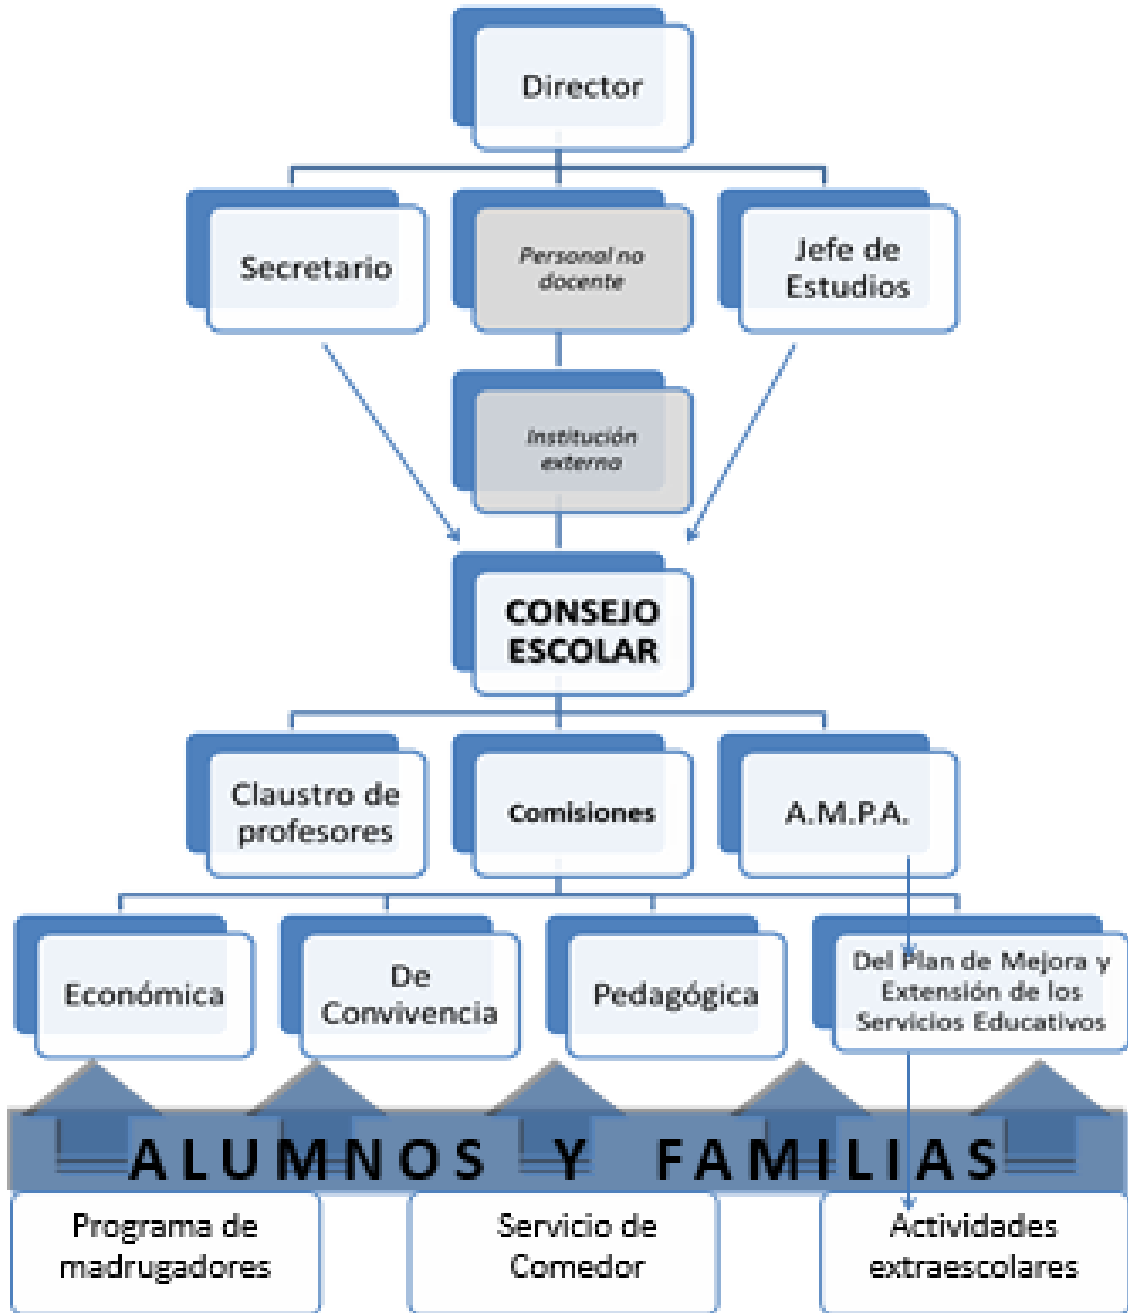 Director
Secretario
Personal no
docente
Jefe de
Estudios
Institución
externa
CONSEJO
ESCOLAR
Claustro de
profesores
Comisiones
A.M.P.A.
Económica
De
Convivencia
Pedagógica
Del Plan de Mejora y
Extensión de los
Servicios Educativos
ALUMNOS Y FAMILIAS
Programa de
madrugadores
Servicio de
Comedor
Actividades
extraescolares